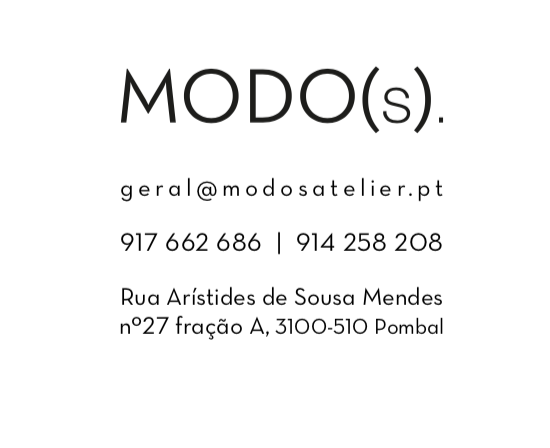 MODO(s).
geral@modosatelier.pt
917 662 686 | 914 258 208
Rua Arístides de Sousa Mendes
nº27 fração A, 3100-510 Pombal